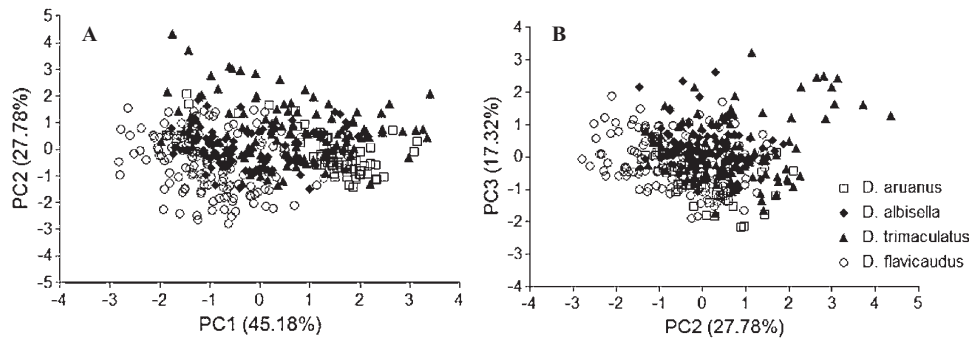 A
PC2 (27.78%)
5
4
3
2
1
0
-1
-2
-3
-4
-5
-4 -3 -2 -1 0 1 2 3 4
PC1 (45.18%)
B
PC3 (17.32%)
4
3
2
1
0
-1
-2
-3
-4
-4 -3 -2 -1 0 1 2 3 4 5
PC2 (27.78%)
D. aruanus
D. albisella
D. trimaculatus
D. flavicaudus